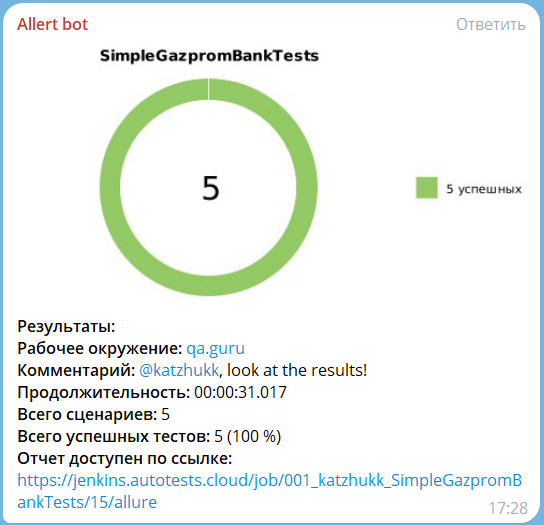 Allert bot
Ответить
SimpleGazpromBankTests
5
5 успешных
Результаты:
Рабочее окружение: qa.guru
Комментарий: @katzhukk, look at the results!
Продолжительность: 00:00:31.017
Всего сценариев: 5
Всего успешных тестов: 5 (100 %)
Отчет доступен по ссылке:
https://jenkins.autotests.cloud/job/001_katzhukk_SimpleGazpromB
ankTests/15/allure
17:28